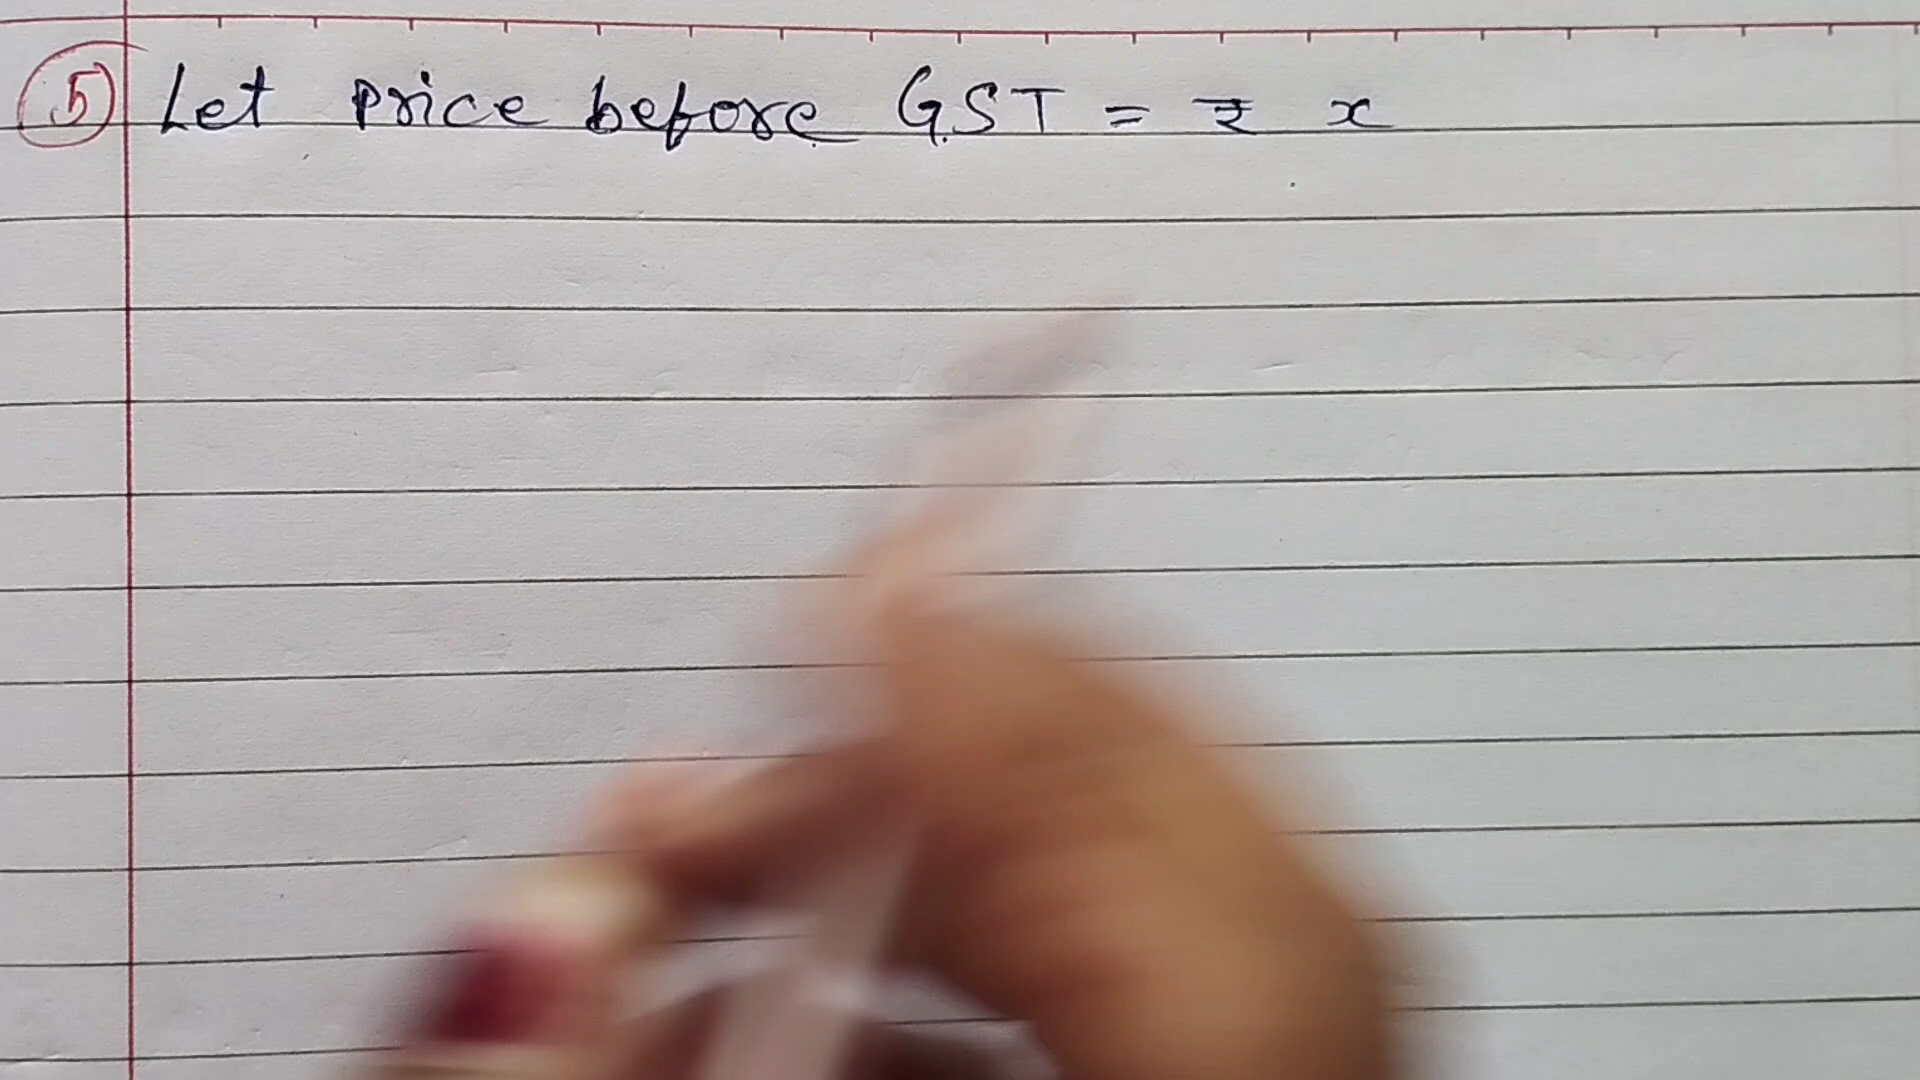 5 Let Price before GST = ₹ x